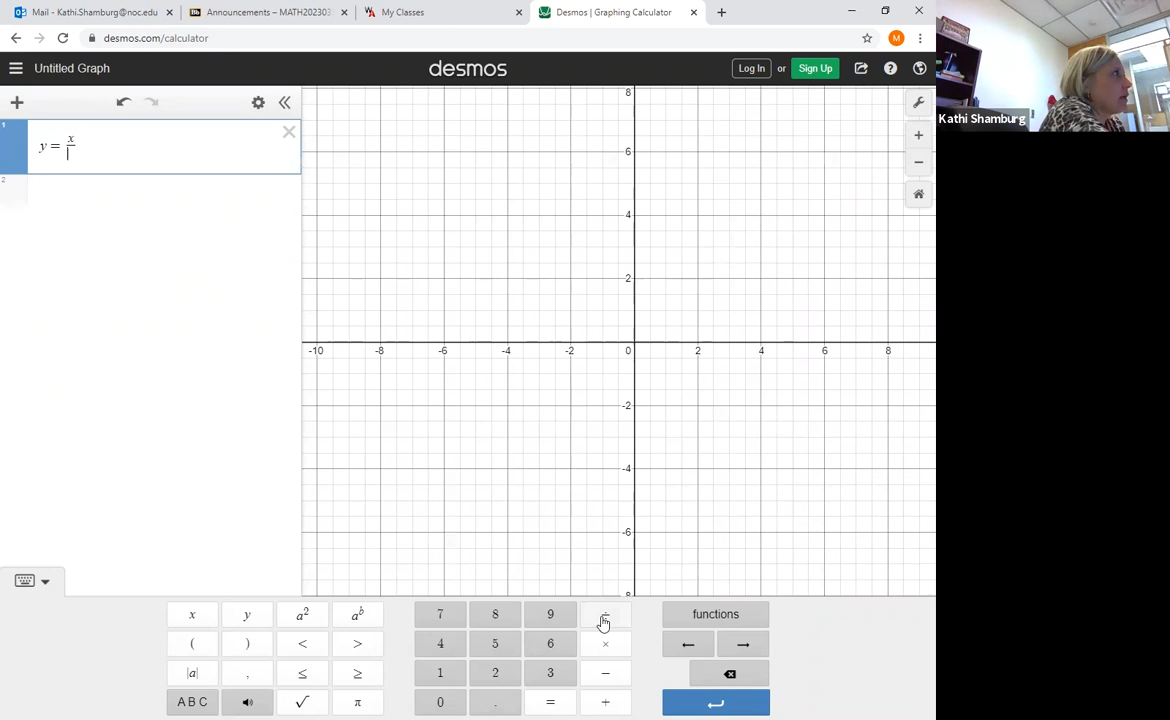 Mail - Kathi.Shamburg@noc.edu
Announcements – MATH202303
My Classes
Desmos | Graphing Calculator
desmos.com/calculator
M
Untitled Graph
desmos
Log In or Sign Up
1
y = x/
2
8
6
4
2
-10 -8 -6 -4 -2 0 2 4 6 8
-2
-4
-6
8
Kathi Shamburg
x y a² aᵇ 7 8 9 ÷ functions
( ) < > 4 5 6 × ← →
|a| , ≤ ≥ 1 2 3 −
A B C √ π 0 . = +